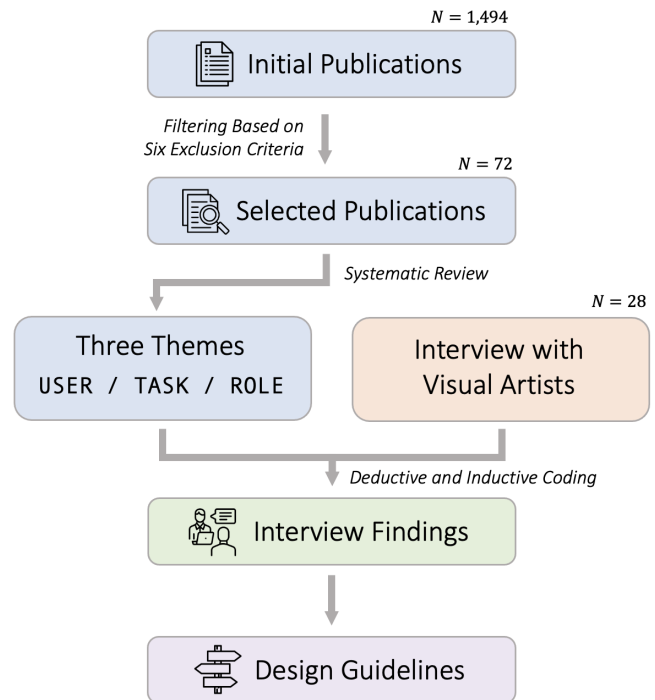 N = 1,494
Initial Publications
Filtering Based on
Six Exclusion Criteria
N = 72
Selected Publications
Systematic Review
N = 28
Three Themes
USER / TASK / ROLE
Interview with
Visual Artists
Deductive and Inductive Coding
Interview Findings
Design Guidelines